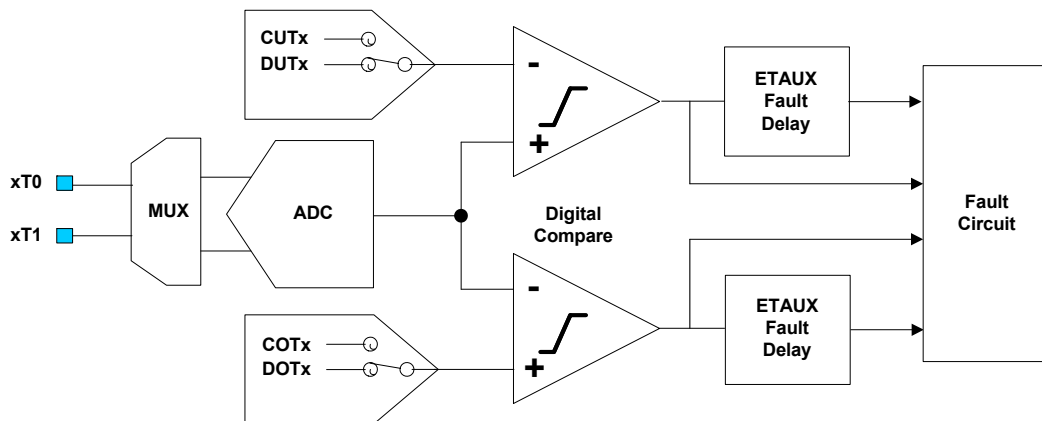 CUTx
DUTx
-
+
ETAUX
Fault
Delay
xT0
xT1
MUX
ADC
Digital
Compare
Fault
Circuit
-
+
ETAUX
Fault
Delay
COTx
DOTx